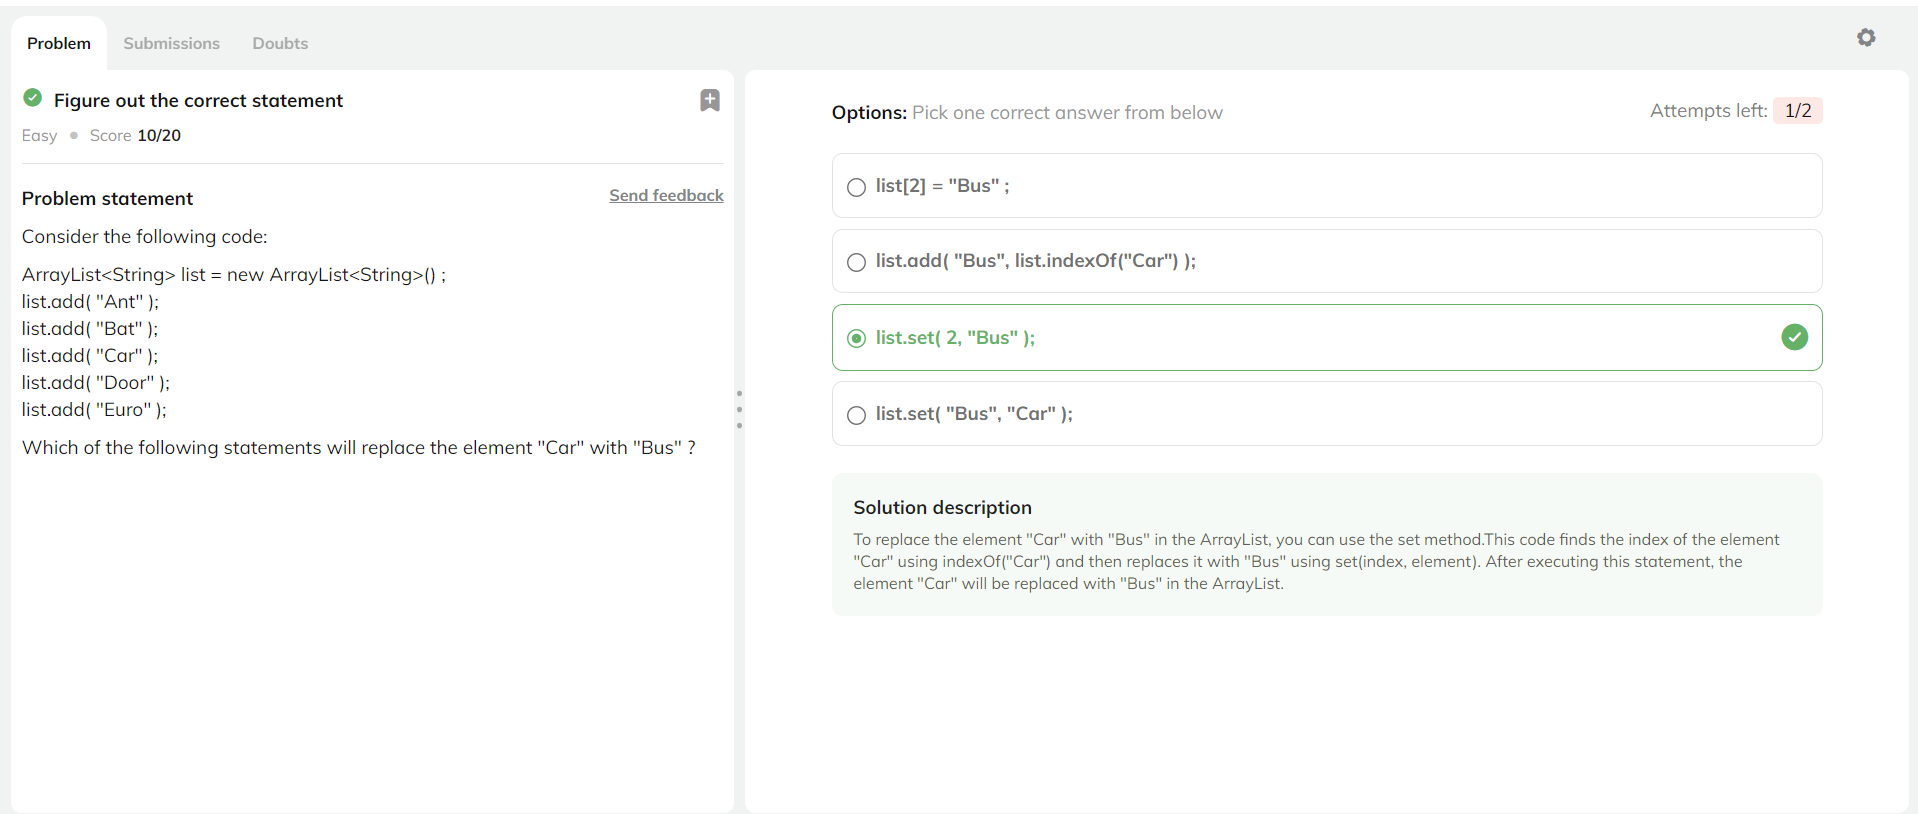 Problem Submissions Doubts
Figure out the correct statement
Easy • Score 10/20
Problem statement
Send feedback
Consider the following code:
ArrayList<String> list = new ArrayList<String>() ;
list.add( "Ant" );
list.add( "Bat" );
list.add( "Car" );
list.add( "Door" );
list.add( "Euro" );
Which of the following statements will replace the element "Car" with "Bus" ?
Options: Pick one correct answer from below
Attempts left: 1/2
list[2] = "Bus" ;
list.add( "Bus", list.indexOf("Car") );
list.set( 2, "Bus" );
list.set( "Bus", "Car" );
Solution description
To replace the element "Car" with "Bus" in the ArrayList, you can use the set method.This code finds the index of the element
"Car" using indexOf("Car") and then replaces it with "Bus" using set(index, element). After executing this statement, the
element "Car" will be replaced with "Bus" in the ArrayList.